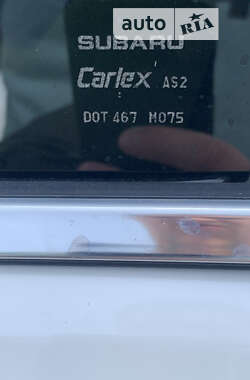 auto RIA
SUBARU
Carlex AS2
DOT 467 M075